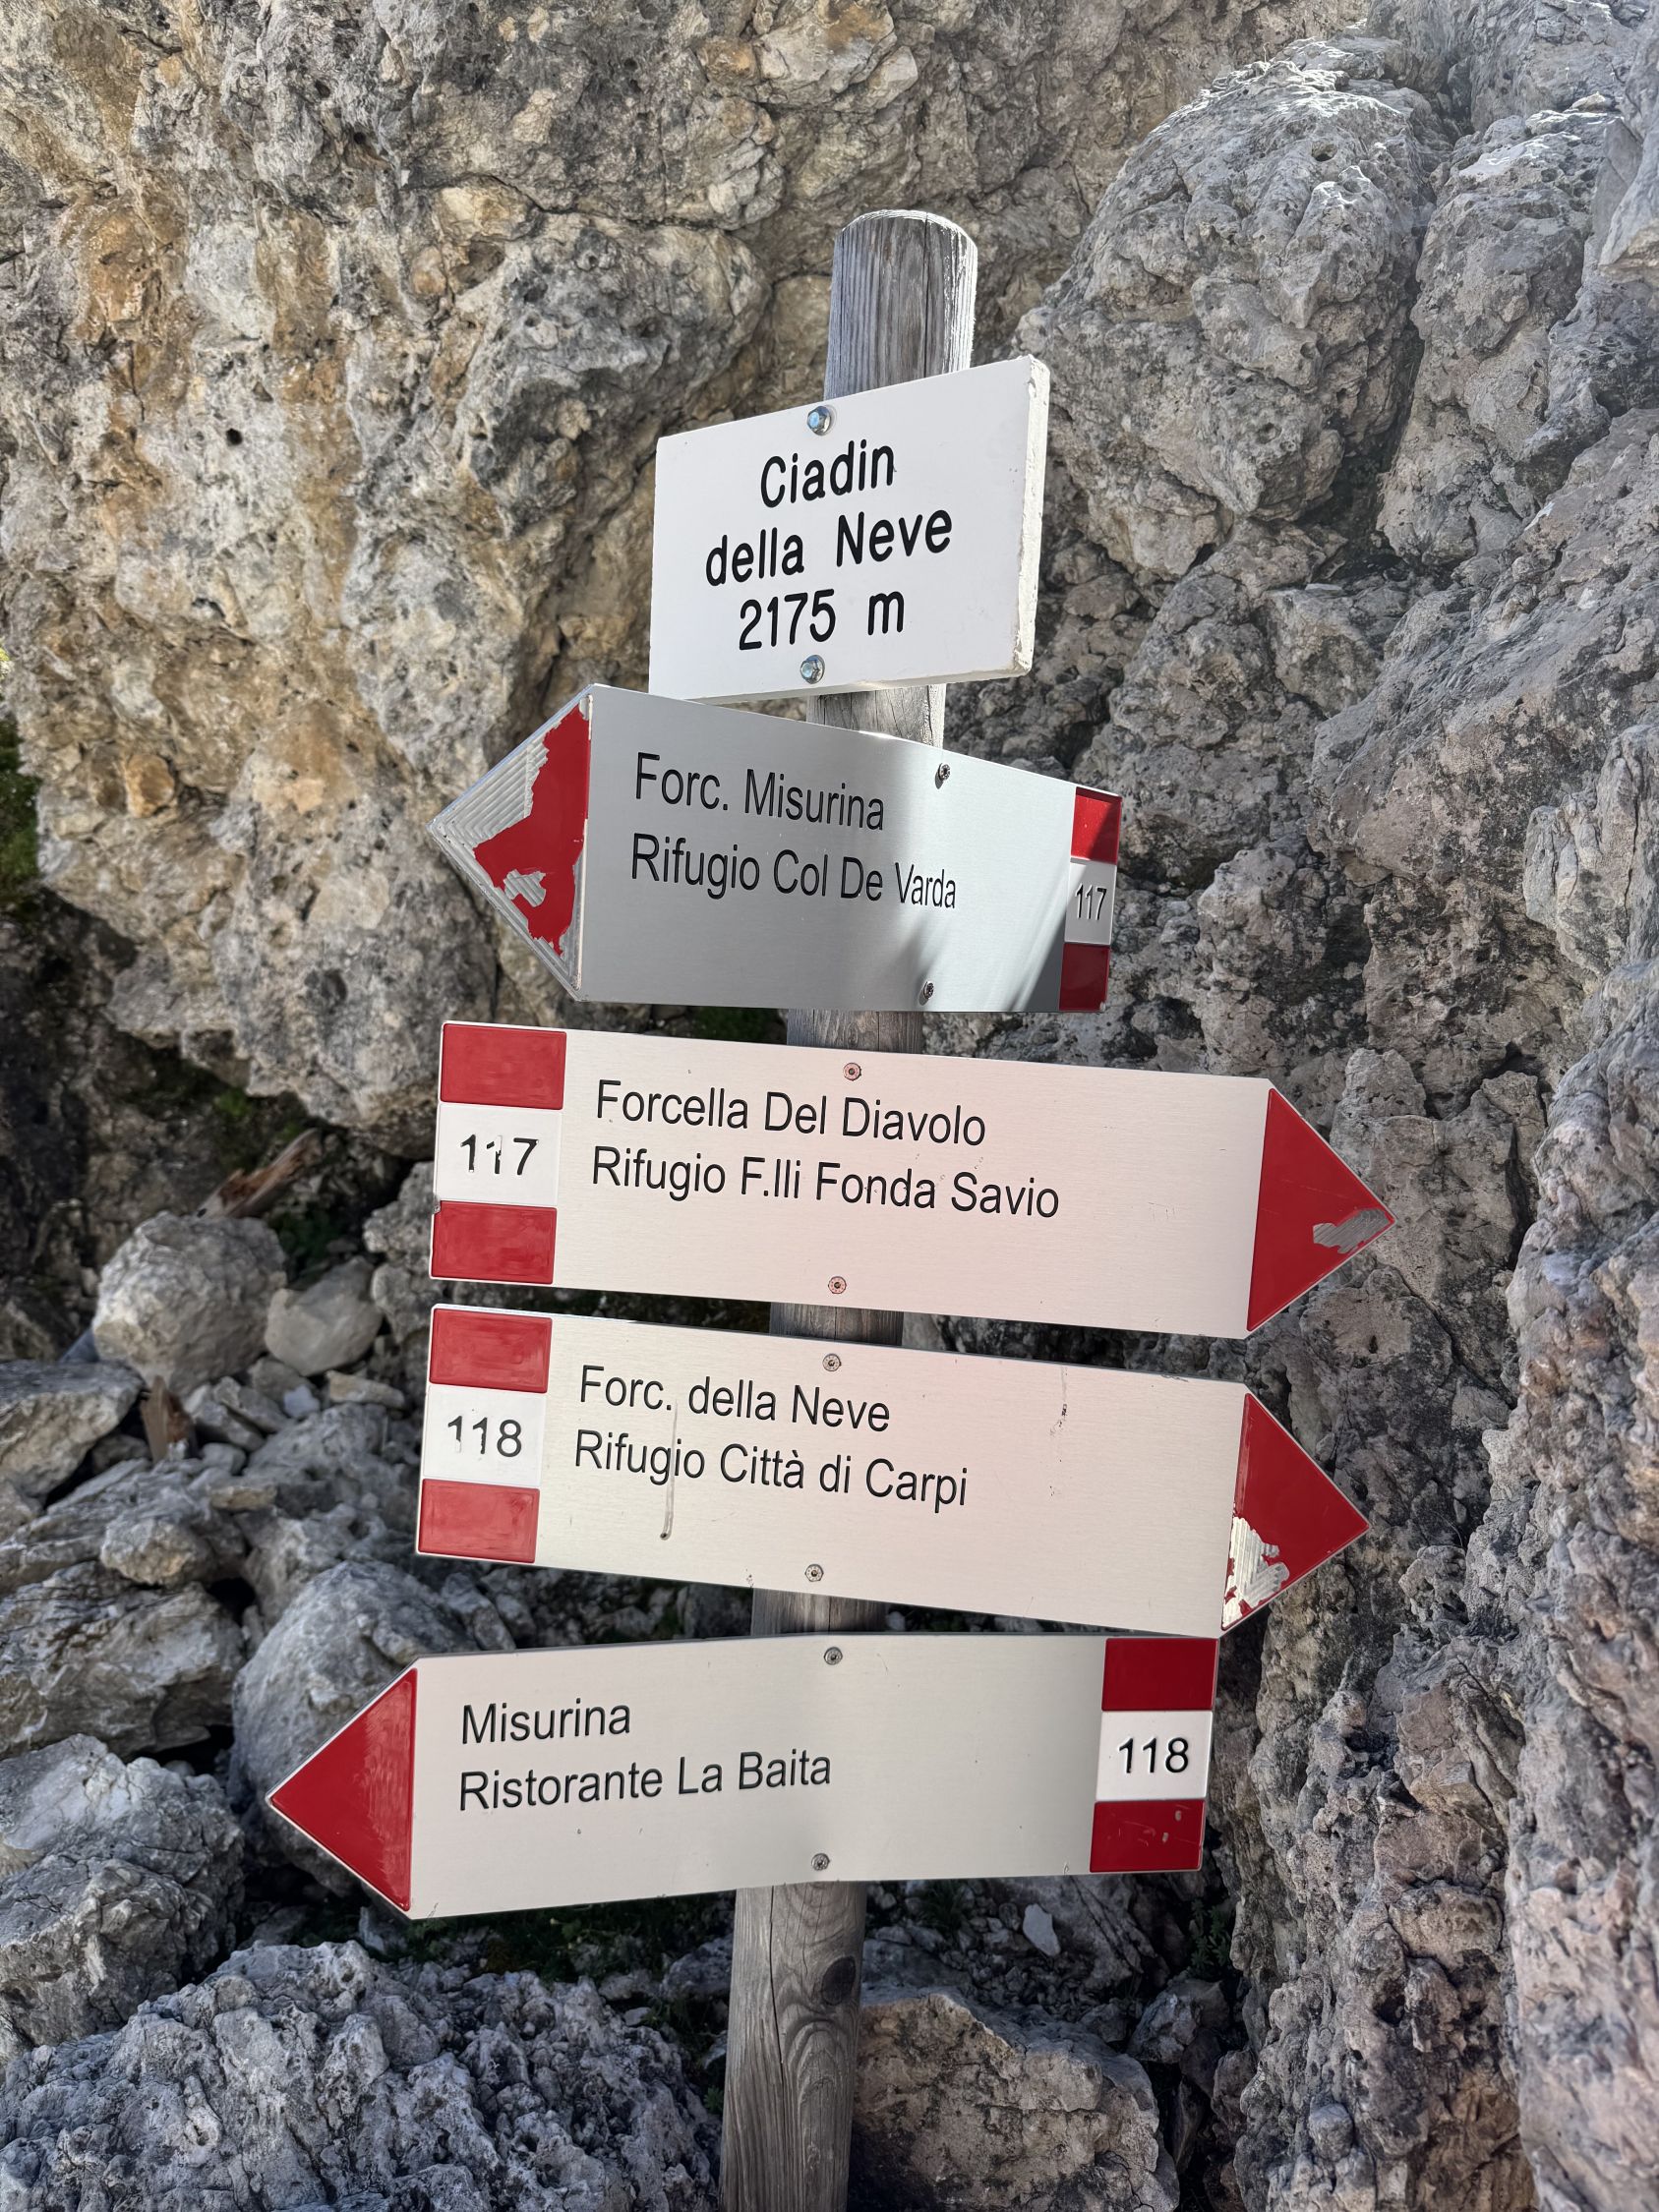 Ciadin
della Neve
2175 m
Forc. Misurina
Rifugio Col De Varda
117
117
Forcella Del Diavolo
Rifugio F.lli Fonda Savio
118
Forc. della Neve
Rifugio Città di Carpi
Misurina
Ristorante La Baita
118